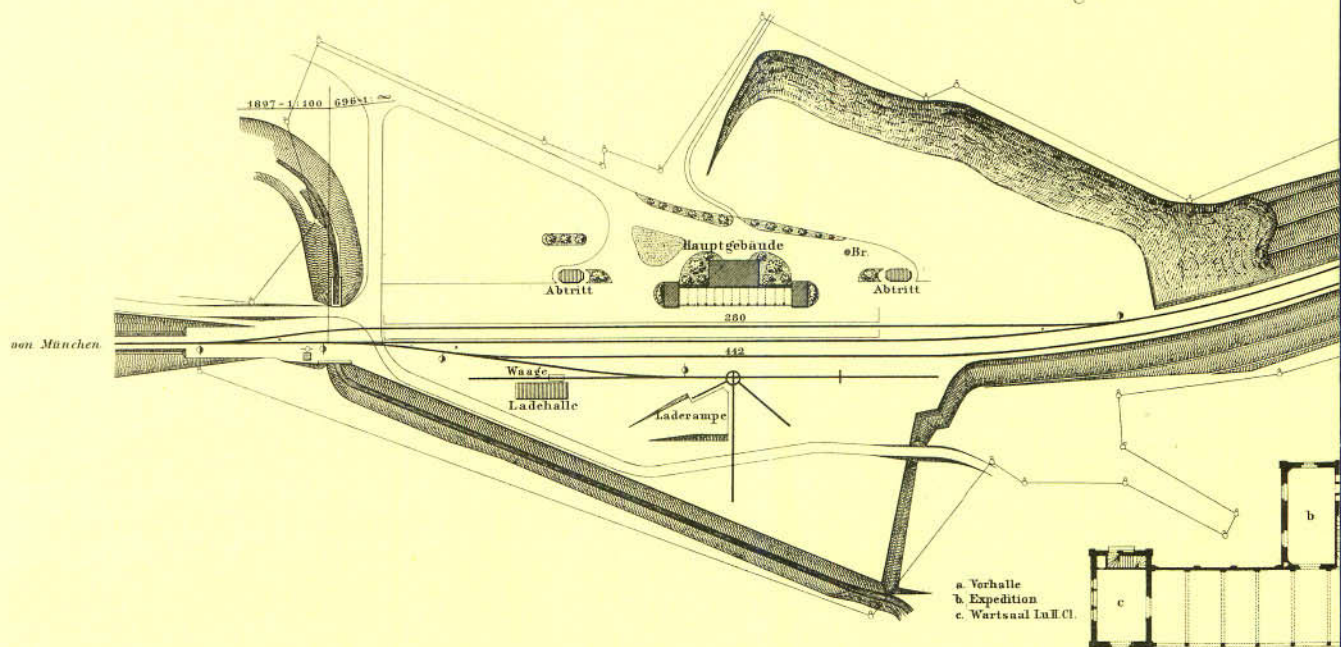 1897-1:100 696-1:∞
Hauptgebäude
Br.
Abtritt
Abtritt
280
von München
442
Waage
Ladehalle
Laderampe
a. Vorhalle
b. Expedition
c. Wartsaal I.u.II.Cl.
b
c